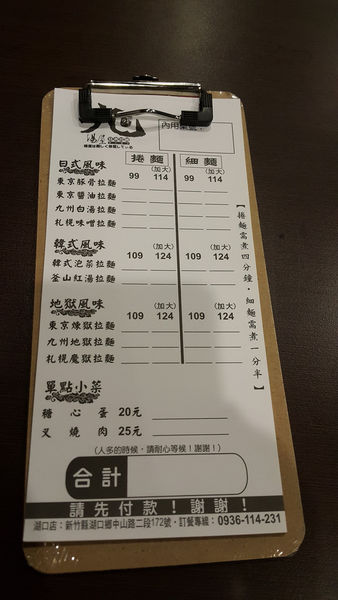 湯屋
內用桌號
捲麵 細麵
日式風味 99 (加大) 114 99 (加大) 114
東京豚骨拉麵
東京醬油拉麵
九州白湯拉麵
札幌味噌拉麵
韓式風味 (加大) (加大)
韓式泡菜拉麵 109 124 109 124
釜山紅湯拉麵
地獄風味 109 (加大) 124 109 (加大) 124
東京煉獄拉麵
九州地獄拉麵
札幌魔獄拉麵
【捲麵需煮四分鐘,細麵需煮一分半】
單點小菜
糖心蛋 20元
叉燒肉 25元
(人多的時候,請耐心等候!謝謝!)
合計
請先付款!謝謝!
湖口店:新竹縣湖口鄉中山路二段172號,訂餐專線:0936-114-231